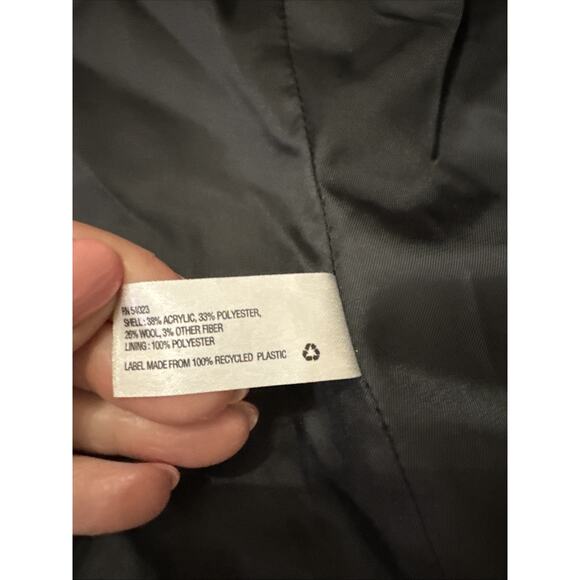 RN 54023
SHELL : 38% ACRYLIC, 33% POLYESTER,
26% WOOL, 3% OTHER FIBER
LINING : 100% POLYESTER
LABEL MADE FROM 100% RECYCLED PLASTIC